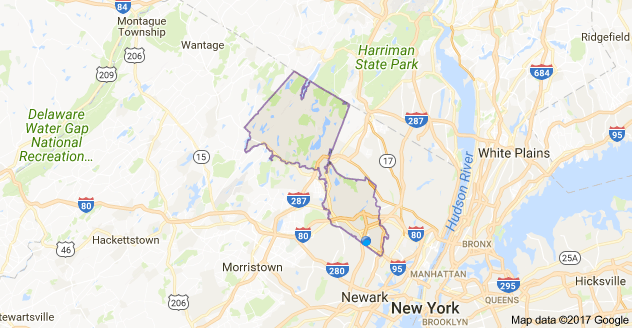 84
Montague
Township
Ridgefield
Wantage
206
Harriman
State Park
209
684
95
Delaware
Water Gap
National
Recreation...
287
15
17
White Plains
Hudson River
287
80
80
80
Hackettstown
46
BRONX
25A
Morristown
280
95
MANHATTAN
Hicksville
206
295
QUEENS
Newark
New York
BROOKLYN
Stewartsville
Map data ©2017 Google